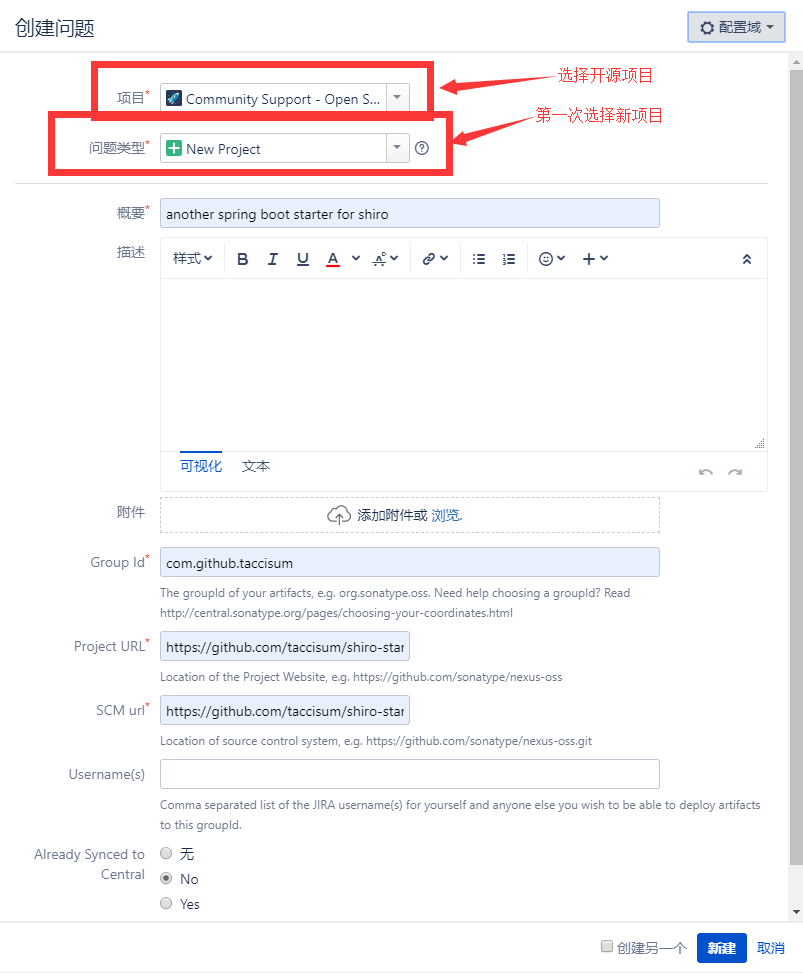 创建问题
配置域
项目*
Community Support - Open S...
选择开源项目
问题类型*
New Project
第一次选择新项目
概要*
another spring boot starter for shiro
描述
样式
B I U A
可视化 文本
附件
添加附件或 浏览.
Group Id*
com.github.taccisum
The groupId of your artifacts, e.g. org.sonatype.oss. Need help choosing a groupId? Read
http://central.sonatype.org/pages/choosing-your-coordinates.html
Project URL*
https://github.com/taccisum/shiro-star
Location of the Project Website, e.g. https://github.com/sonatype/nexus-oss
SCM url*
https://github.com/taccisum/shiro-star
Location of source control system, e.g. https://github.com/sonatype/nexus-oss.git
Username(s)
Comma separated list of the JIRA username(s) for yourself and anyone else you wish to be able to deploy artifacts
to this groupId.
Already Synced to
Central
无
No
Yes
创建另一个 新建 取消